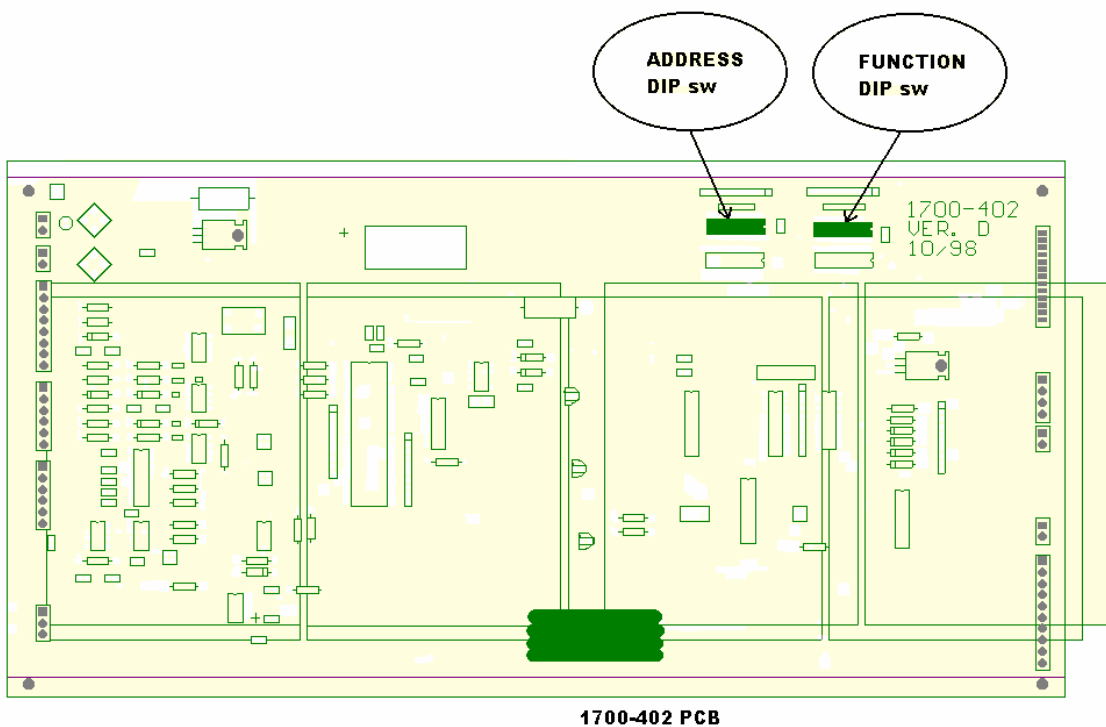 ADDRESS
DIP sw
FUNCTION
DIP sw
1700-402
VER. D
10/98
+
+
1700-402 PCB